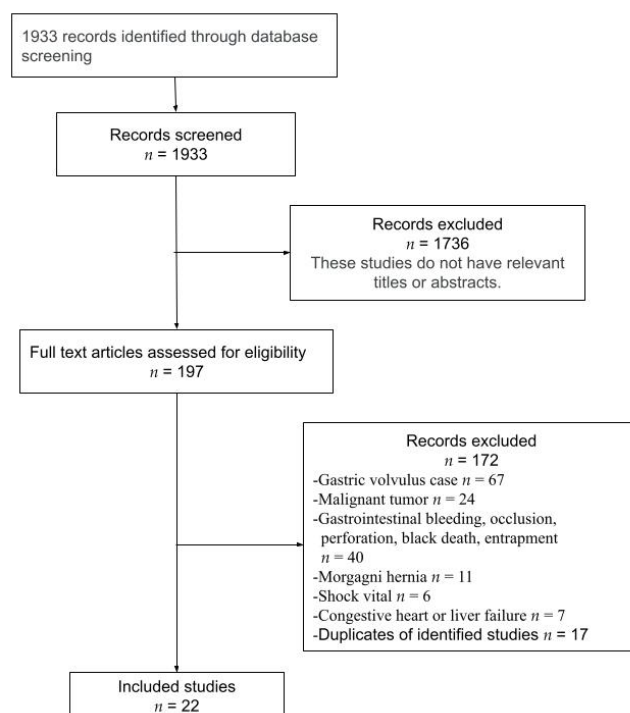 1933 records identified through database
screening
Records screened
n = 1933
Records excluded
n = 1736
These studies do not have relevant
titles or abstracts.
Full text articles assessed for eligibility
n = 197
Records excluded
n = 172
-Gastric volvulus case n = 67
-Malignant tumor n = 24
-Gastrointestinal bleeding, occlusion,
perforation, black death, entrapment
n = 40
-Morgagni hernia n = 11
-Shock vital n = 6
-Congestive heart or liver failure n = 7
-Duplicates of identified studies n = 17
Included studies
n = 22